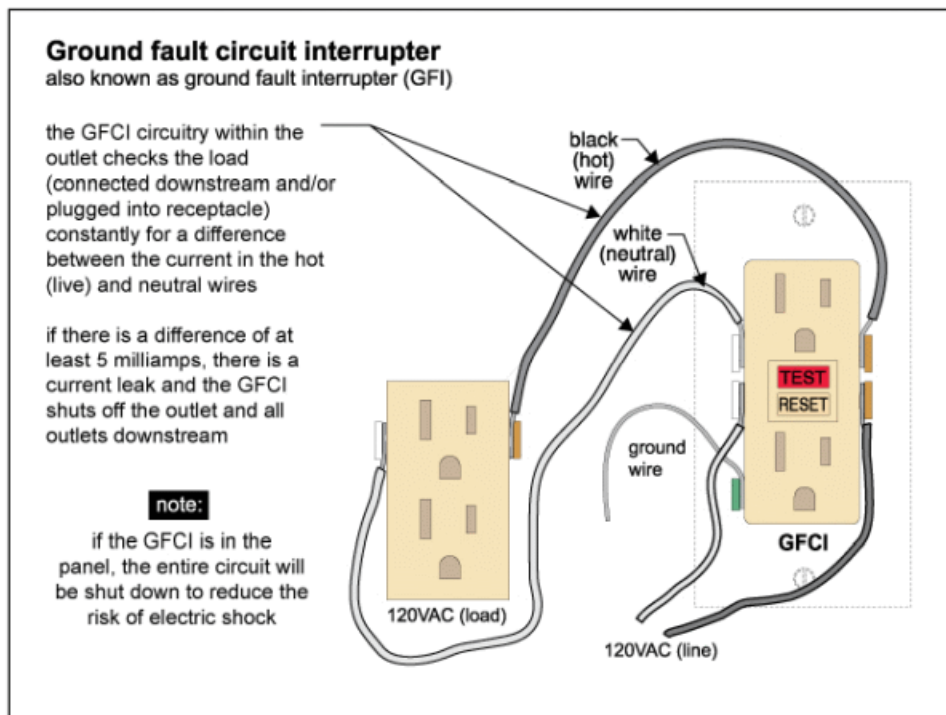 Ground fault circuit interrupter
also known as ground fault interrupter (GFI)
the GFCI circuitry within the
outlet checks the load
(connected downstream and/or
plugged into receptacle)
constantly for a difference
between the current in the hot
(live) and neutral wires
if there is a difference of at
least 5 milliamps, there is a
current leak and the GFCI
shuts off the outlet and all
outlets downstream
note:
if the GFCI is in the
panel, the entire circuit will
be shut down to reduce the
risk of electric shock
black
(hot)
wire
white
(neutral)
wire
TEST
RESET
ground
wire
GFCI
120VAC (load)
120VAC (line)